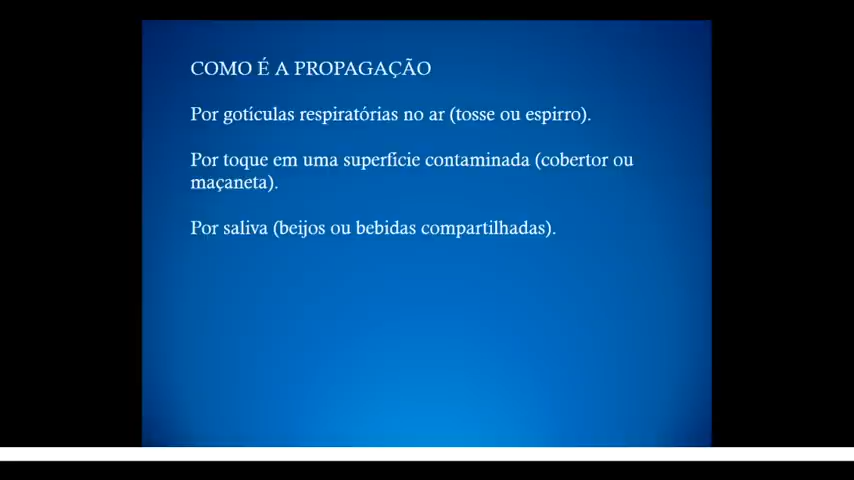 COMO É A PROPAGAÇÃO
Por gotículas respiratórias no ar (tosse ou espirro).
Por toque em uma superfície contaminada (cobertor ou
maçaneta).
Por saliva (beijos ou bebidas compartilhadas).